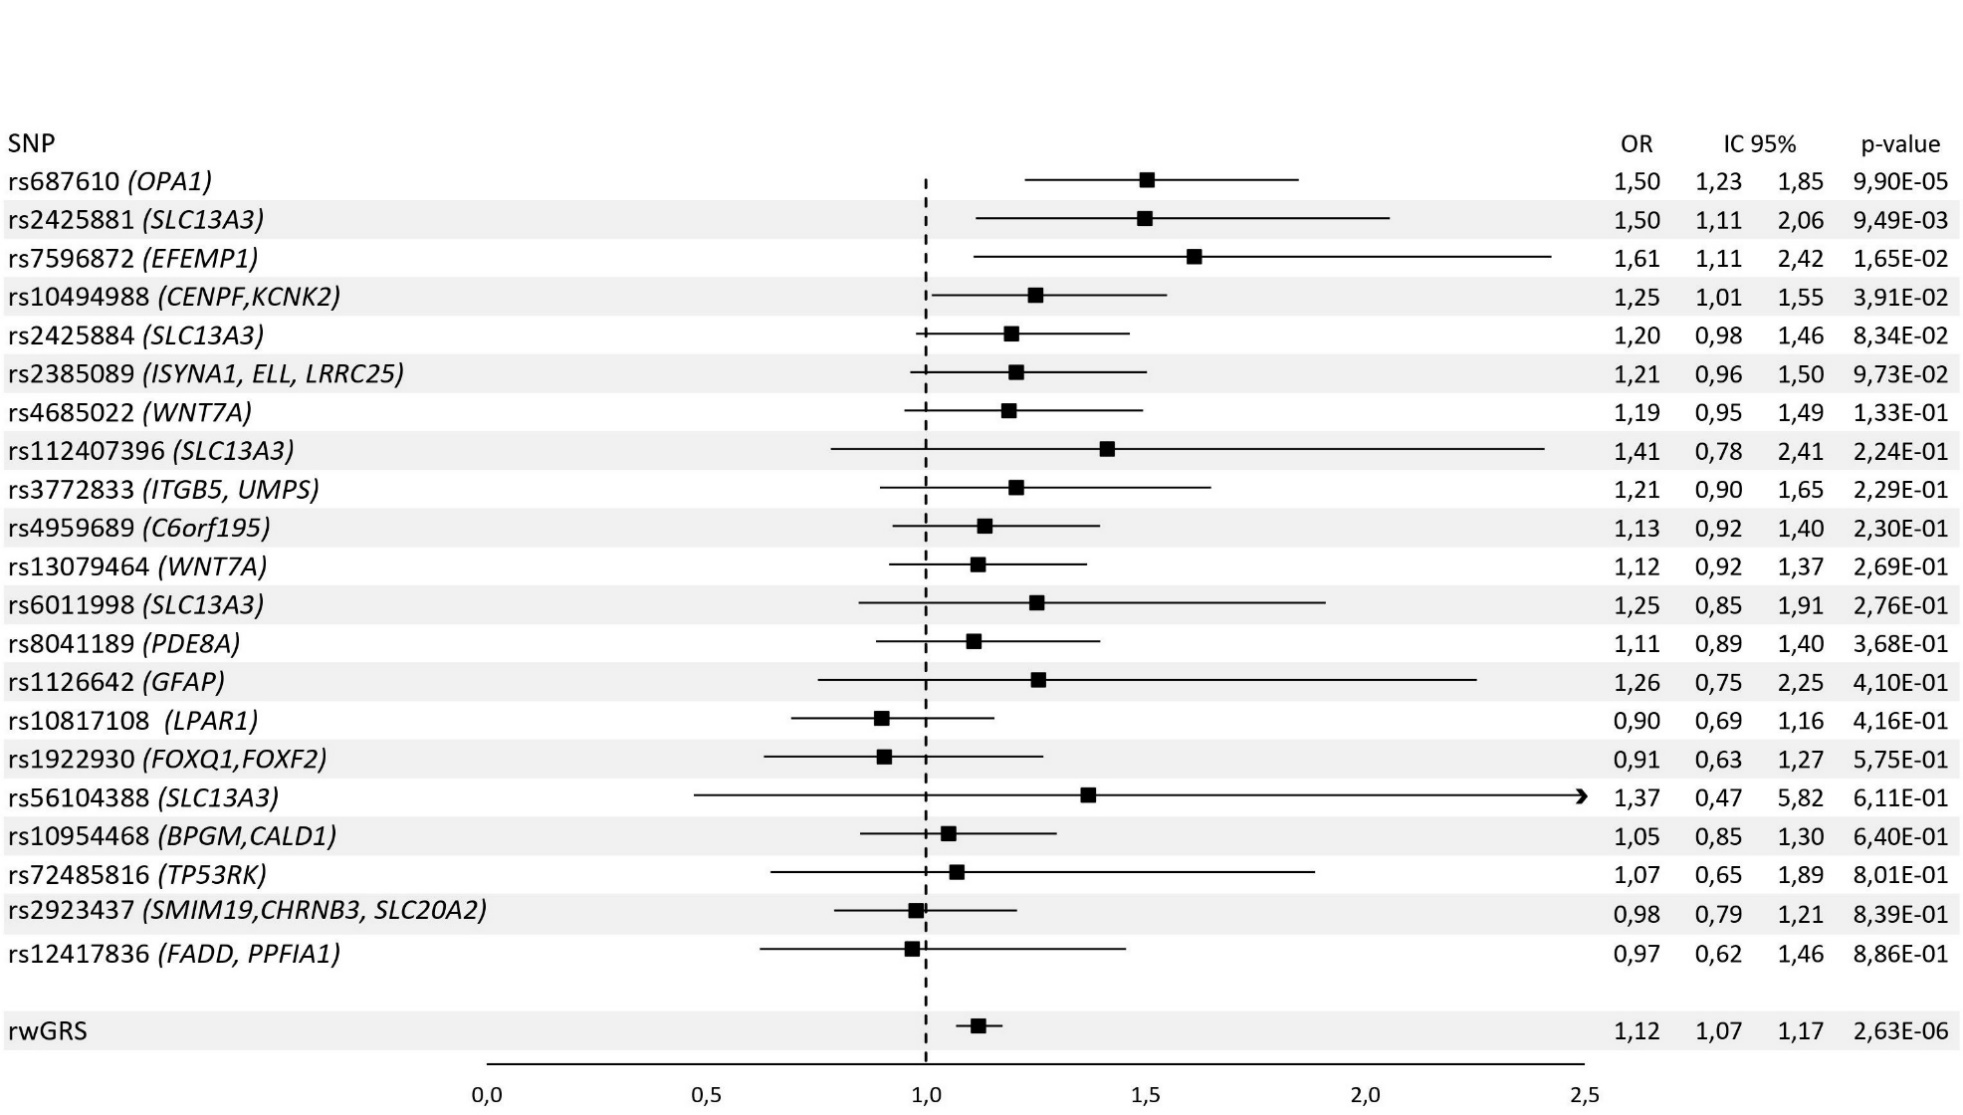 SNP OR IC 95% p-value
rs687610 (OPA1) 1,50 1,23 1,85 9,90E-05
rs2425881 (SLC13A3) 1,50 1,11 2,06 9,49E-03
rs7596872 (EFEMP1) 1,61 1,11 2,42 1,65E-02
rs10494988 (CENPF,KCNK2) 1,25 1,01 1,55 3,91E-02
rs2425884 (SLC13A3) 1,20 0,98 1,46 8,34E-02
rs2385089 (ISYNA1, ELL, LRRC25) 1,21 0,96 1,50 9,73E-02
rs4685022 (WNT7A) 1,19 0,95 1,49 1,33E-01
rs112407396 (SLC13A3) 1,41 0,78 2,41 2,24E-01
rs3772833 (ITGB5, UMPS) 1,21 0,90 1,65 2,29E-01
rs4959689 (C6orf195) 1,13 0,92 1,40 2,30E-01
rs13079464 (WNT7A) 1,12 0,92 1,37 2,69E-01
rs6011998 (SLC13A3) 1,25 0,85 1,91 2,76E-01
rs8041189 (PDE8A) 1,11 0,89 1,40 3,68E-01
rs1126642 (GFAP) 1,26 0,75 2,25 4,10E-01
rs10817108 (LPAR1) 0,90 0,69 1,16 4,16E-01
rs1922930 (FOXQ1,FOXF2) 0,91 0,63 1,27 5,75E-01
rs56104388 (SLC13A3) 1,37 0,47 5,82 6,11E-01
rs10954468 (BPGM,CALD1) 1,05 0,85 1,30 6,40E-01
rs72485816 (TP53RK) 1,07 0,65 1,89 8,01E-01
rs2923437 (SMIM19,CHRNB3, SLC20A2) 0,98 0,79 1,21 8,39E-01
rs12417836 (FADD, PPFIA1) 0,97 0,62 1,46 8,86E-01
rwGRS 1,12 1,07 1,17 2,63E-06
0,0 0,5 1,0 1,5 2,0 2,5